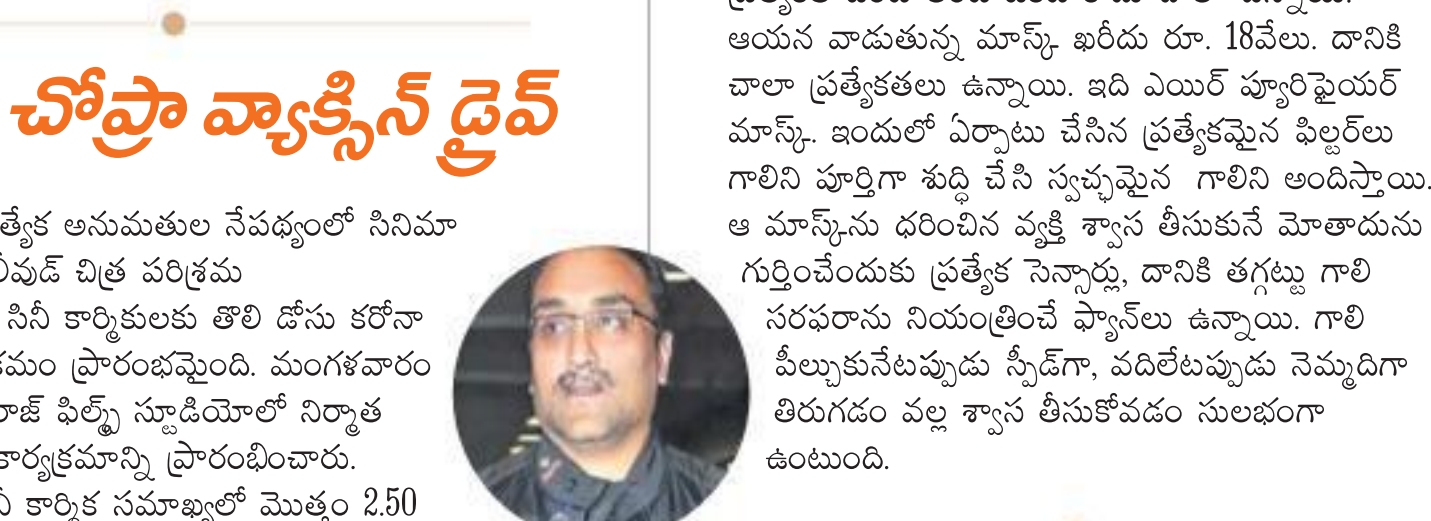 చోప్రా వ్యాక్సిన్ డ్రైవ్
అనుమతుల నేపథ్యంలో సినిమా
చిత్ర పరిశ్రమ
సినీ కార్మికులకు తొలి డోసు కరోనా
ప్రారంభమైంది. మంగళవారం
ఫిల్మ్స్ స్టూడియోలో నిర్మాత
కార్యక్రమాన్ని ప్రారంభించారు.
కార్మిక సమాఖ్యలో మొత్తం 2.50
ఆయన వాడుతున్న మాస్క్ ఖరీదు రూ. 18వేలు. దానికి
చాలా ప్రత్యేకతలు ఉన్నాయి. ఇది ఎయిర్ ప్యూరిఫైయర్
మాస్క్. ఇందులో ఏర్పాటు చేసిన ప్రత్యేకమైన ఫిల్టర్‌లు
గాలిని పూర్తిగా శుద్ధి చేసి స్వచ్ఛమైన గాలిని అందిస్తాయి.
ఆ మాస్క్‌ను ధరించిన వ్యక్తి శ్వాస తీసుకునే మోతాదును
గుర్తించేందుకు ప్రత్యేక సెన్సార్లు, దానికి తగ్గట్టు గాలి
సరఫరాను నియంత్రించే ఫ్యాన్‌లు ఉన్నాయి. గాలి
పీల్చుకునేటప్పుడు స్పీడ్‌గా, వదిలేటప్పుడు నెమ్మదిగా
తిరుగడం వల్ల శ్వాస తీసుకోవడం సులభంగా
ఉంటుంది.